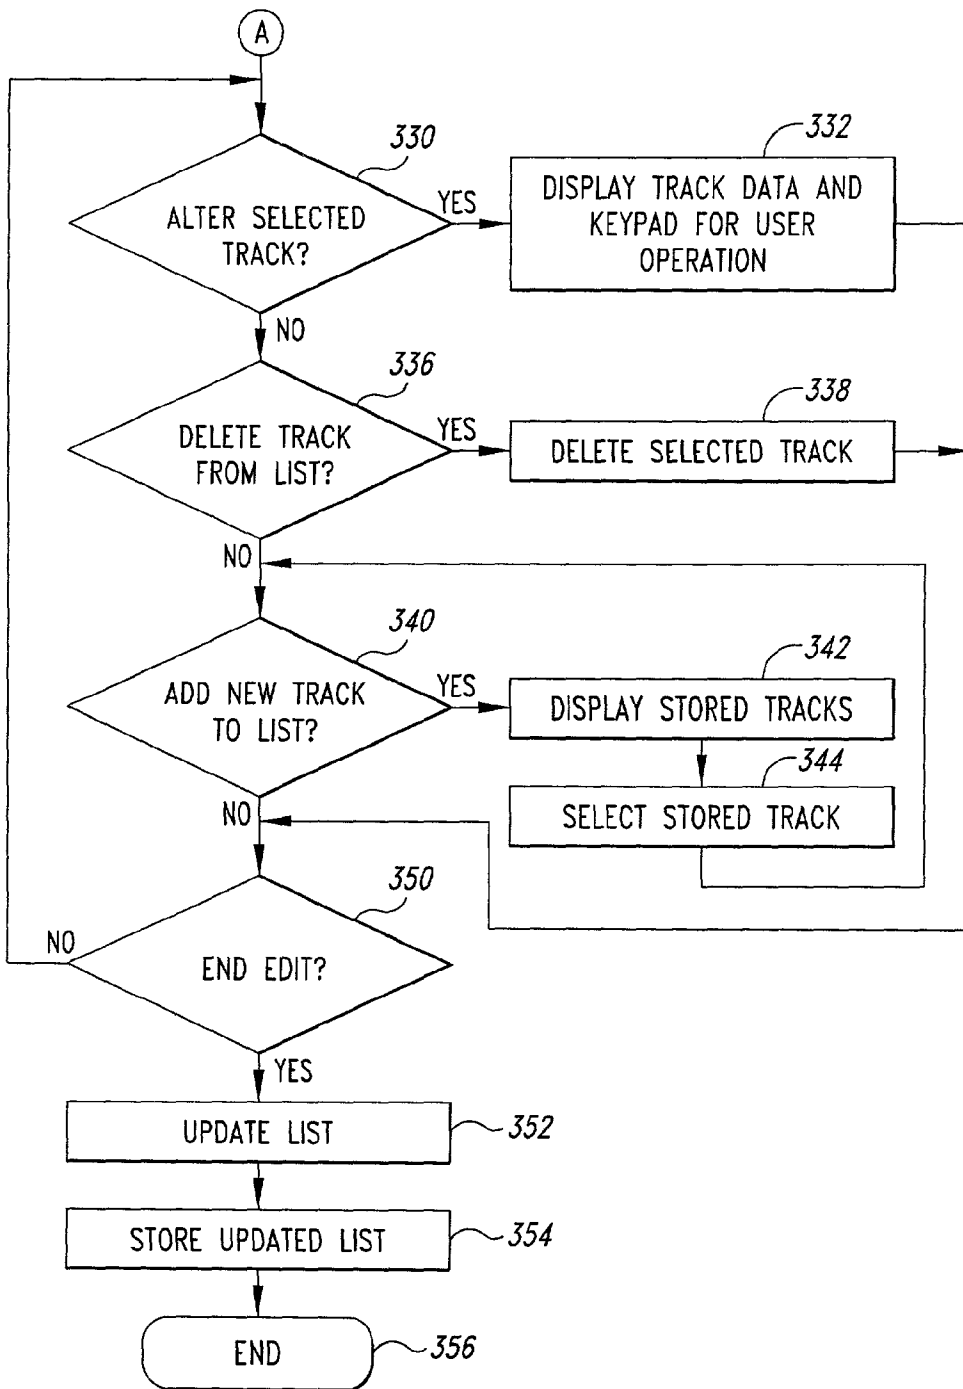 A
330
ALTER SELECTED
TRACK?
YES
NO
332
DISPLAY TRACK DATA AND
KEYPAD FOR USER
OPERATION
336
DELETE TRACK
FROM LIST?
YES
NO
338
DELETE SELECTED TRACK
340
ADD NEW TRACK
TO LIST?
YES
NO
342
DISPLAY STORED TRACKS
344
SELECT STORED TRACK
350
END EDIT?
NO
YES
UPDATE LIST
352
STORE UPDATED LIST
354
END
356